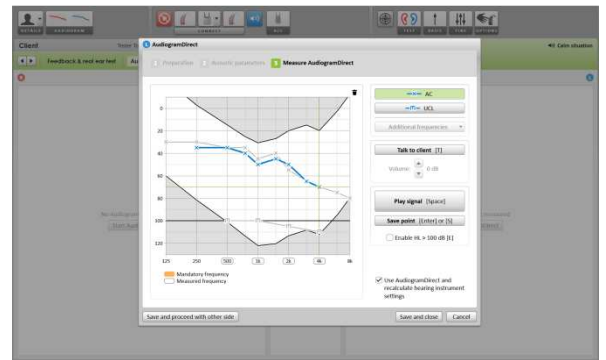 DETAILS AUDIOGRAM
CONNECT
ALL
TEST BASIC FINE OPTIONS
Client
Calm situation
Feedback & real ear test
AudiogramDirect
1 Preparation 2 Acoustic parameters 3 Measure AudiogramDirect
AC
UCL
Additional frequencies
Talk to client [T]
Volume: 0 dB
Play signal [Space]
Save point [Enter] or [S]
Enable HL > 100 dB [E]
0
20
40
60
80
100
120
125 250 500 1k 2k 4k 8k
Mandatory frequency
Measured frequency
Use AudiogramDirect and
recalculate hearing instrument
settings
Save and proceed with other side
Save and close
Cancel